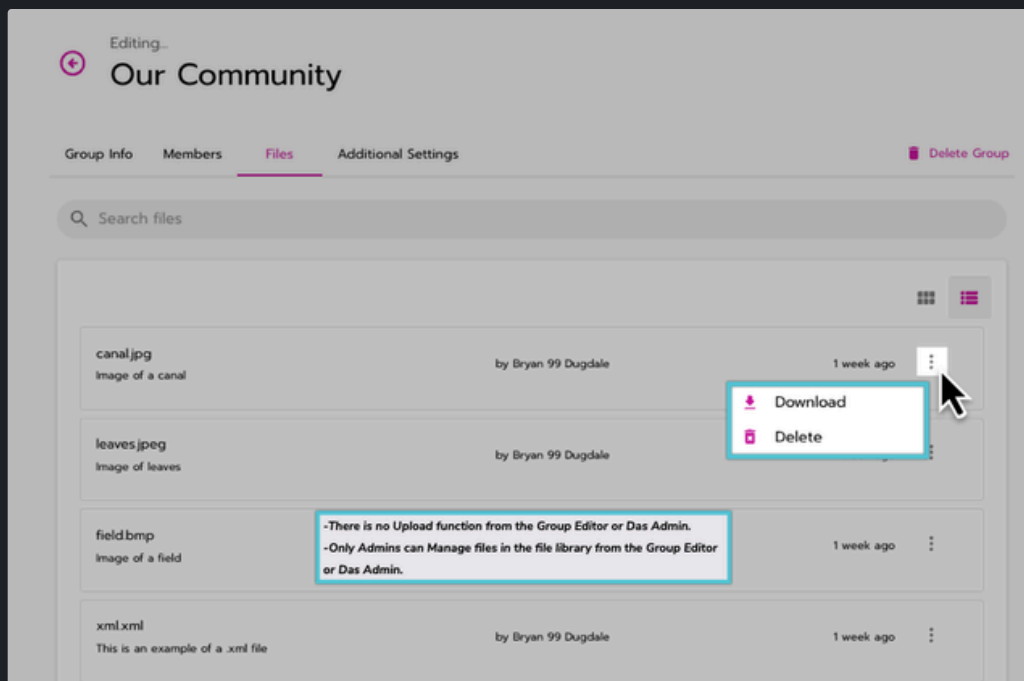 Editing...
Our Community
Group Info Members Files Additional Settings Delete Group
Search files
canal.jpg by Bryan 99 Dugdale 1 week ago
Image of a canal
Download
Delete
leaves.jpeg by Bryan 99 Dugdale
Image of leaves
-There is no Upload function from the Group Editor or Das Admin.
-Only Admins can Manage files in the file library from the Group Editor
or Das Admin.
field.bmp 1 week ago
Image of a field
xml.xml by Bryan 99 Dugdale 1 week ago
This is an example of a .xml file